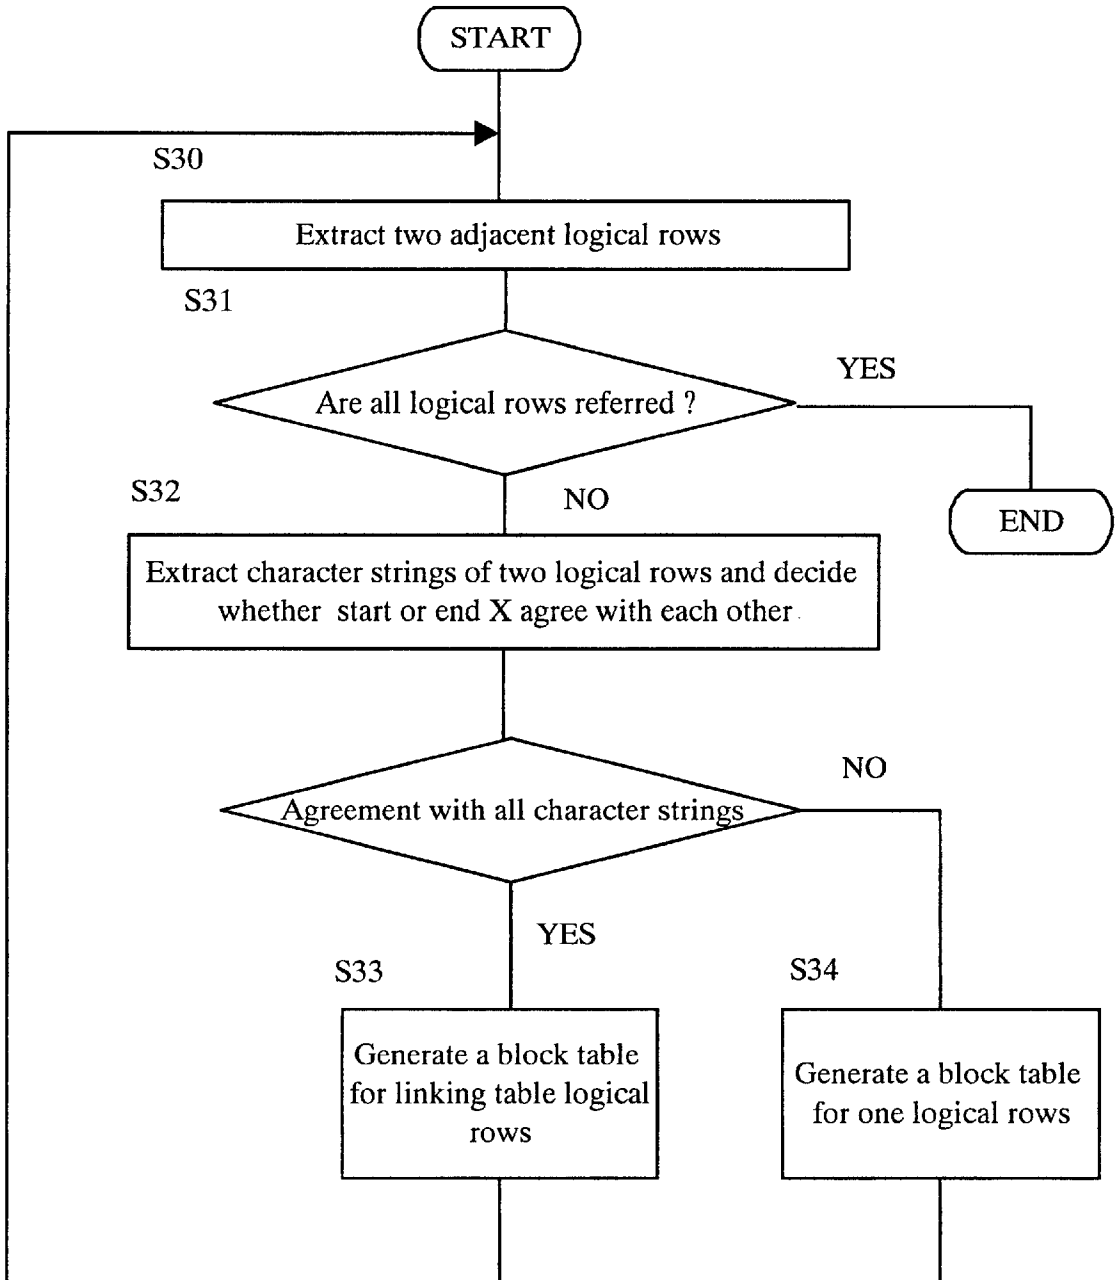 START
S30
Extract two adjacent logical rows
S31
YES
Are all logical rows referred ?
S32
NO
END
Extract character strings of two logical rows and decide
whether start or end X agree with each other
NO
Agreement with all character strings
YES
S33
S34
Generate a block table
for linking table logical
rows
Generate a block table
for one logical rows